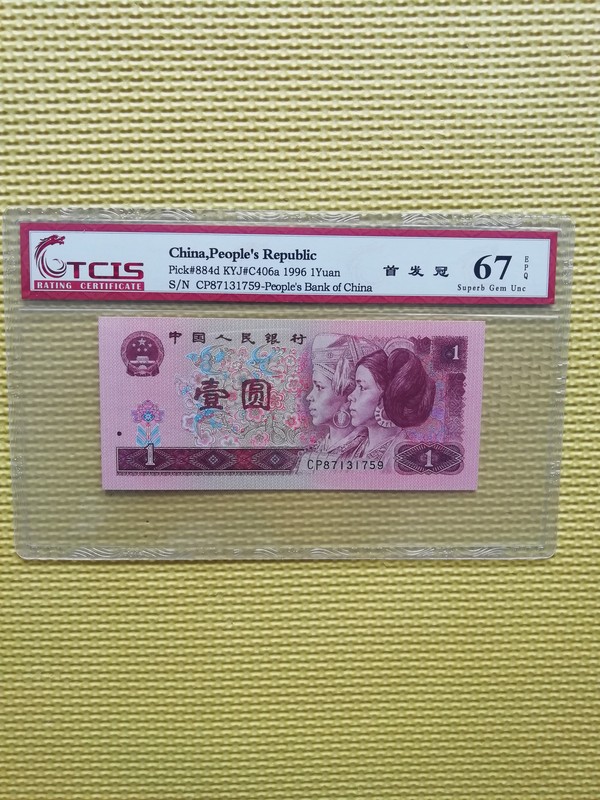 TCIS
RATING CERTIFICATE
China,People's Republic
Pick#884d KYJ#C406a 1996 1Yuan
S/N CP87131759-People's Bank of China
首发冠
67
EPQ
Superb Gem Unc
中国人民银行
1
壹圆
1
CP87131759
1